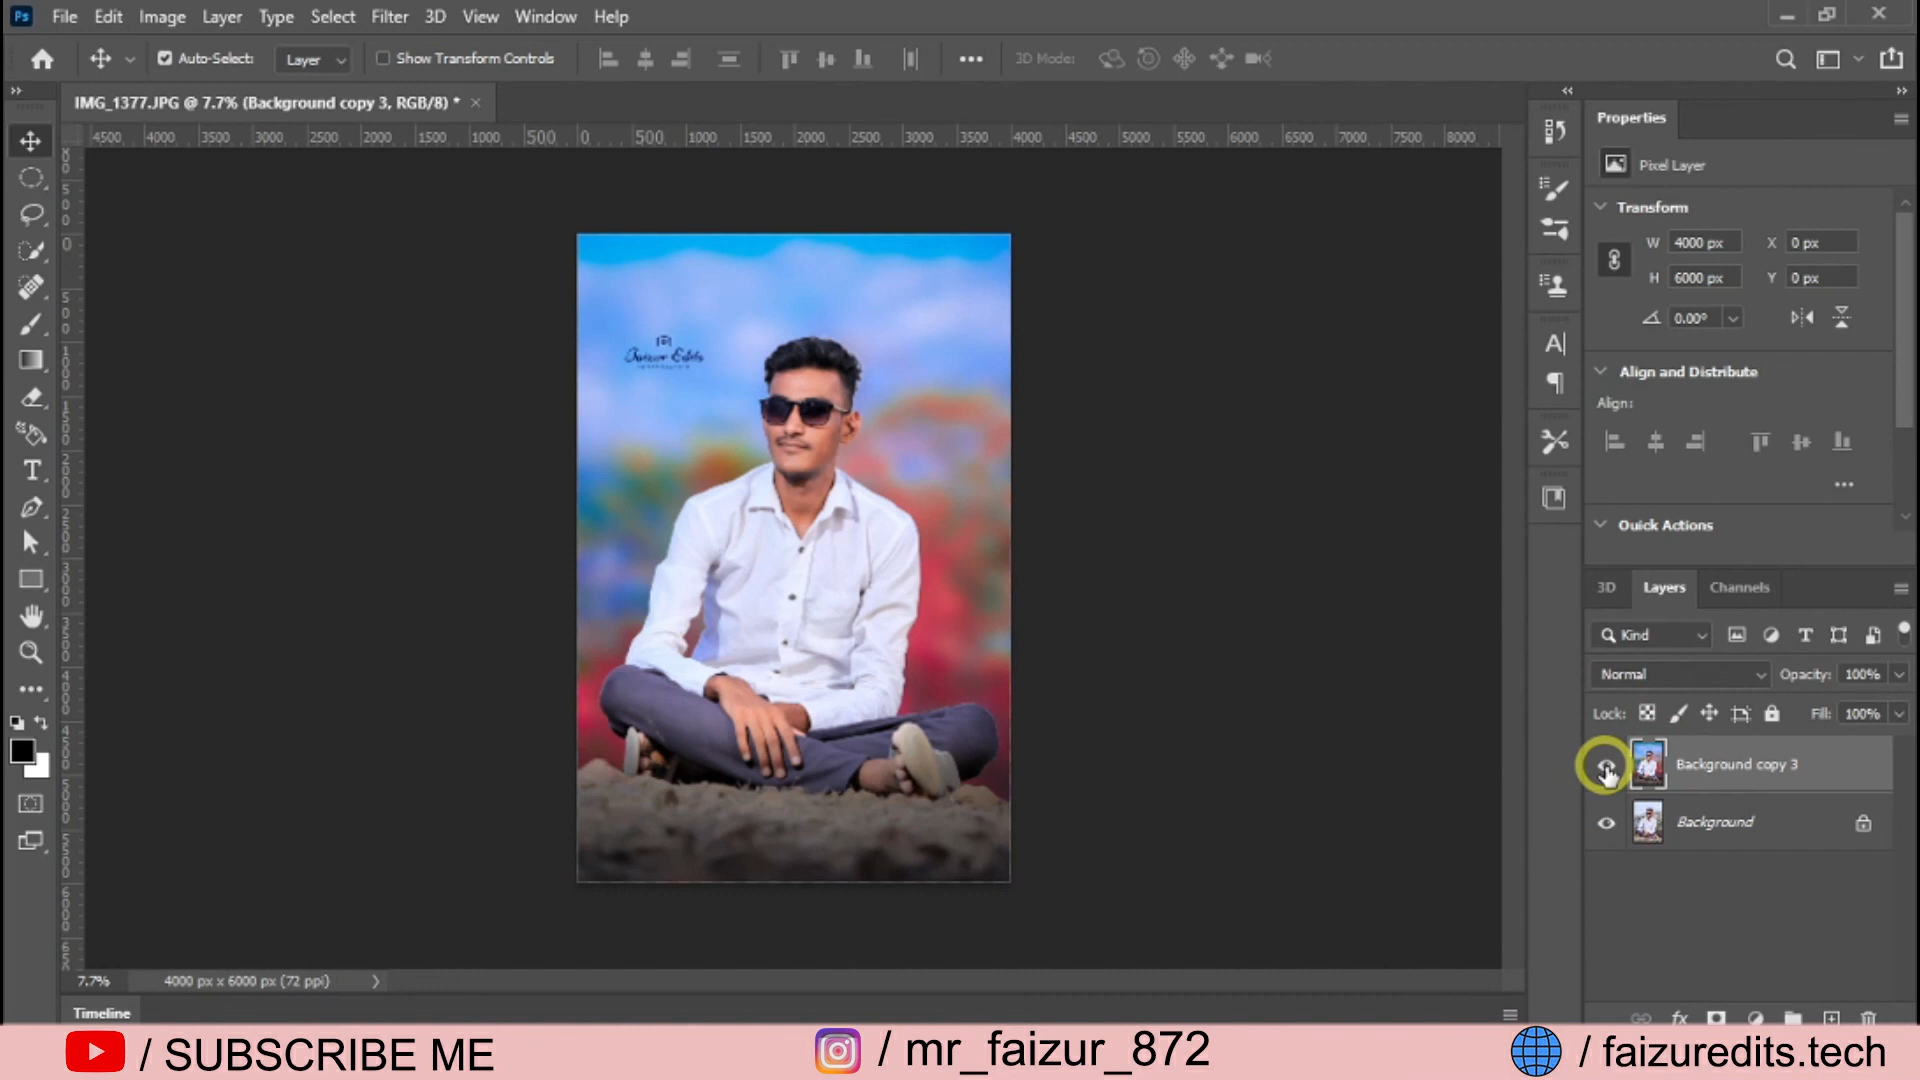 Ps File Edit Image Layer Type Select Filter 3D View Window Help
Auto-Select: Layer Show Transform Controls 3D Mode:
IMG_1377.JPG @ 7.7% (Background copy 3, RGB/8) *
4500 4000 3500 3000 2500 2000 1500 1000 500 0 500 1000 1500 2000 2500 3000 3500 4000 4500 5000 5500 6000 6500 7000 7500 8000
Properties
Pixel Layer
Transform
W 4000 px X 0 px
H 6000 px Y 0 px
0.00°
Align and Distribute
Align:
Quick Actions
3D Layers Channels
Kind
Normal Opacity: 100%
Lock: Fill: 100%
Background copy 3
Background
Faizur Edits
7.7% 4000 px x 6000 px (72 ppi)
Timeline
/ SUBSCRIBE ME / mr_faizur_872 / faizuredits.tech